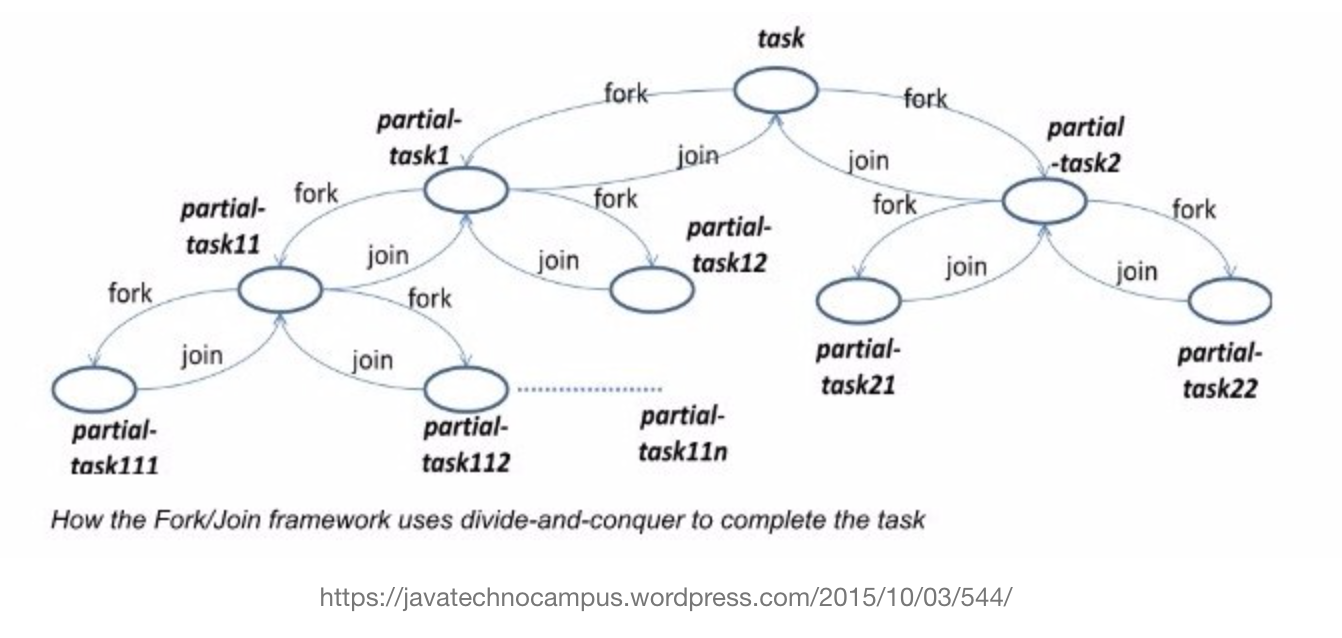 task
fork
fork
partial-
task1
partial
-task2
join
join
fork
fork
fork
fork
partial-
task11
partial-
task12
join
join
join
join
fork
fork
join
join
partial-
task21
partial-
task22
partial-
task111
partial-
task112
partial-
task11n
How the Fork/Join framework uses divide-and-conquer to complete the task
https://javatechnocampus.wordpress.com/2015/10/03/544/